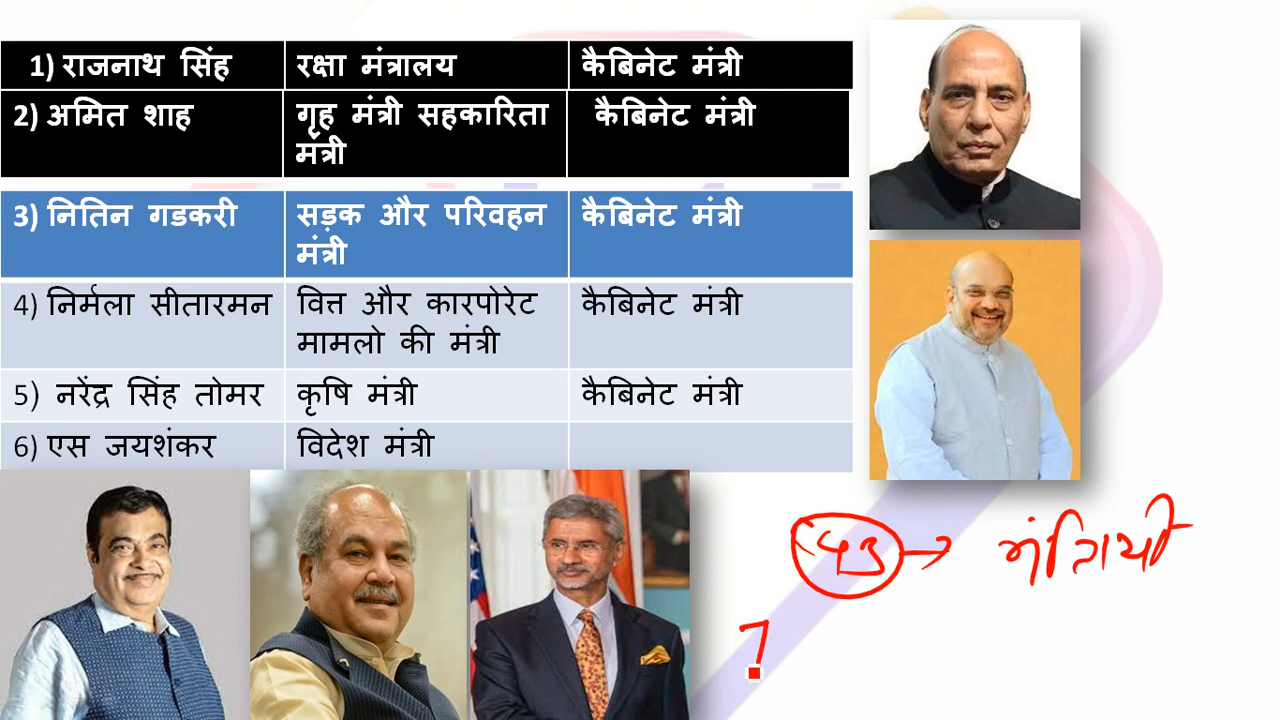 1) राजनाथ सिंह रक्षा मंत्रालय कैबिनेट मंत्री
2) अमित शाह गृह मंत्री सहकारिता कैबिनेट मंत्री
मंत्री
3) नितिन गडकरी सड़क और परिवहन कैबिनेट मंत्री
मंत्री
4) निर्मला सीतारमन वित्त और कारपोरेट कैबिनेट मंत्री
मामलो की मंत्री
5) नरेंद्र सिंह तोमर कृषि मंत्री कैबिनेट मंत्री
6) एस जयशंकर विदेश मंत्री
43 → मंत्रियो
7